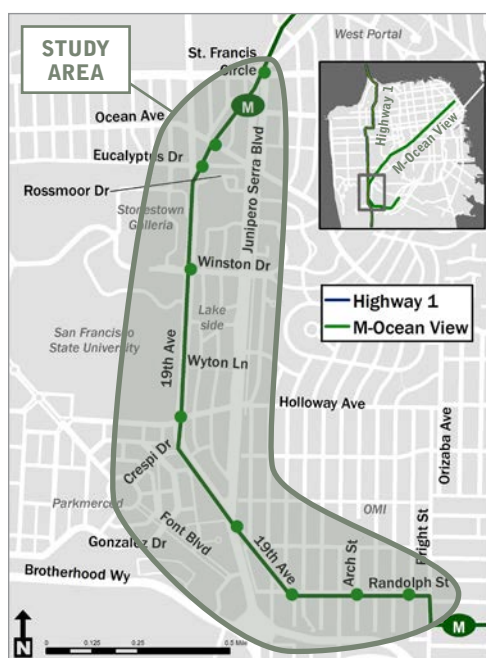 STUDY
AREA
St. Francis
Circle
West Portal
Ocean Ave
M
Eucalyptus Dr
Rossmoor Dr
Stonestown
Galleria
Junipero Serra Blvd
Highway 1
M-Ocean View
Winston Dr
Highway 1
M-Ocean View
Lake
side
San Francisco
State University
19th Ave
Wyton Ln
Holloway Ave
Orizaba Ave
Crespi Dr
Parkmerced
Font Blvd
OMI
Gonzalez Dr
19th Ave
Arch St
Bright St
Randolph St
Brotherhood Wy
M
N
0 0.125 0.25 0.5 Mile